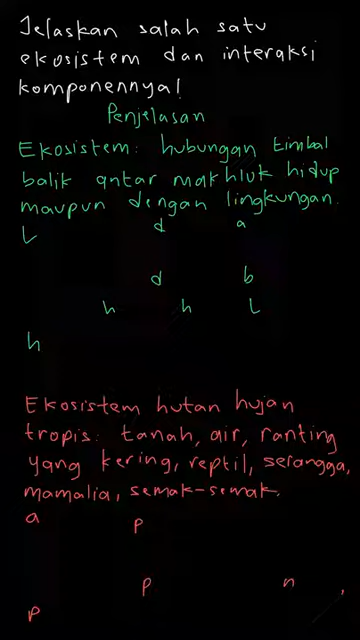 Jelaskan salah satu
ekosistem dan interaksi
komponennya!
Penjelasan
Ekosistem: hubungan timbal
balik antar makhluk hidup
maupun dengan lingkungan.
L d a
d b
h h L
h
Ekosistem hutan hujan
tropis: tanah, air, ranting
yang kering, reptil, serangga,
mamalia, semak-semak.
a p
p n ,
p